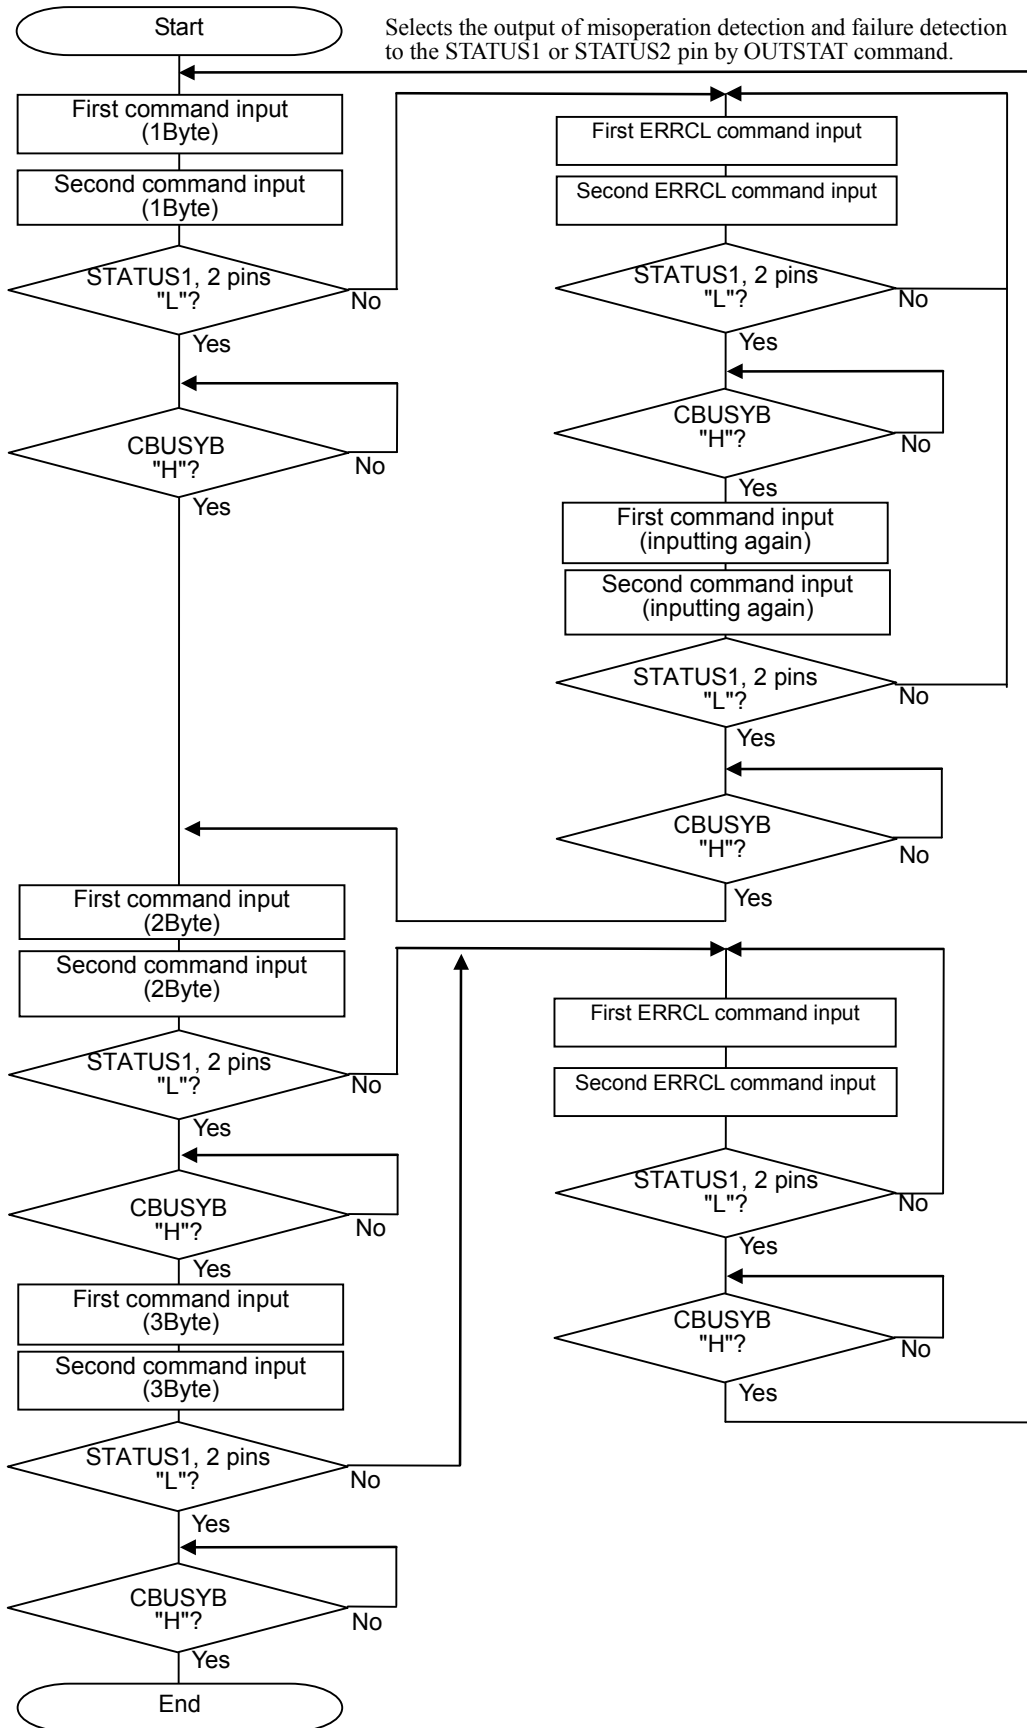 Start
Selects the output of misoperation detection and failure detection
to the STATUS1 or STATUS2 pin by OUTSTAT command.
First command input
(1Byte)
Second command input
(1Byte)
STATUS1, 2 pins
"L"?
No
Yes
CBUSYB
"H"?
No
Yes
First ERRCL command input
Second ERRCL command input
STATUS1, 2 pins
"L"?
No
Yes
CBUSYB
"H"?
No
Yes
First command input
(inputting again)
Second command input
(inputting again)
STATUS1, 2 pins
"L"?
No
Yes
CBUSYB
"H"?
No
Yes
First command input
(2Byte)
Second command input
(2Byte)
STATUS1, 2 pins
"L"?
No
Yes
CBUSYB
"H"?
No
Yes
First command input
(3Byte)
Second command input
(3Byte)
STATUS1, 2 pins
"L"?
No
Yes
CBUSYB
"H"?
No
Yes
End
First ERRCL command input
Second ERRCL command input
STATUS1, 2 pins
"L"?
No
Yes
CBUSYB
"H"?
No
Yes